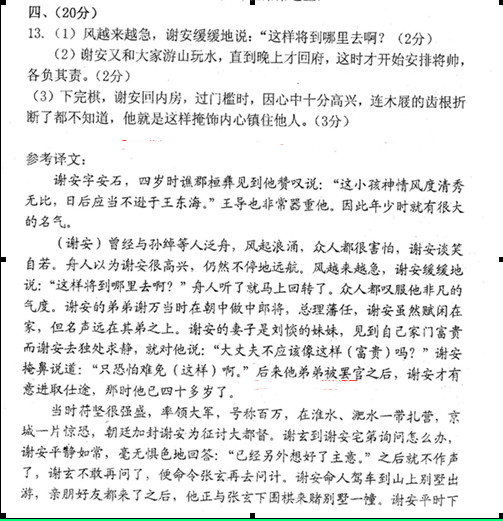 四、（20分）
13.（1）风越来越急，谢安缓缓地说：“这样将到哪里去啊？（2分）
（2）谢安又和大家游山玩水，直到晚上才回府，这时才开始安排将帅，
各负其责。（2分）
（3）下完棋，谢安回内房，过门槛时，因心中十分高兴，连木屐的齿根折
断了都不知道，他就是这样掩饰内心镇住他人。（3分）
参考译文：
谢安字安石，四岁时谯郡桓彝见到他赞叹说：“这小孩神情风度清秀
无比，日后应当不逊于王东海。”王导也非常器重他。因此年少时就有很大
的名气。
（谢安）曾经与孙绰等人泛舟，风起浪涌，众人都很害怕，谢安谈笑
自若。舟人以为谢安很高兴，仍然不停地远航。风越来越急，谢安缓缓地
说：“这样将到哪里去啊？”舟人听了就马上回转了。众人都叹服他非凡的
气度。谢安的弟弟谢万当时在朝中做中郎将，总理藩任，谢安虽然赋闲在
家，但名声远在其弟之上。谢安的妻子是刘惔的妹妹，见到自己家门富贵
而谢安去独处求静，就对他说：“大丈夫不应该像这样（富贵）吗？”谢安
掩鼻说道：“只恐怕难免（这样）啊。”后来他弟弟被罢官之后，谢安才有
意进取仕途，那时他已四十多岁了。
当时苻坚很强盛，率领大军，号称百万，在淮水、淝水一带扎营，京
城一片惊恐，朝廷加封谢安为征讨大都督。谢玄到谢安宅第询问怎么办，
谢安平静如常，毫无惧色地回答：“已经另外想好了主意。”之后就不作声
了，谢玄不敢再问了，便命令张玄再去问计。谢安命人驾车到山上别墅出
游，亲朋好友都来了之后，他正与张玄下围棋来赌别墅一幢。谢安平时下